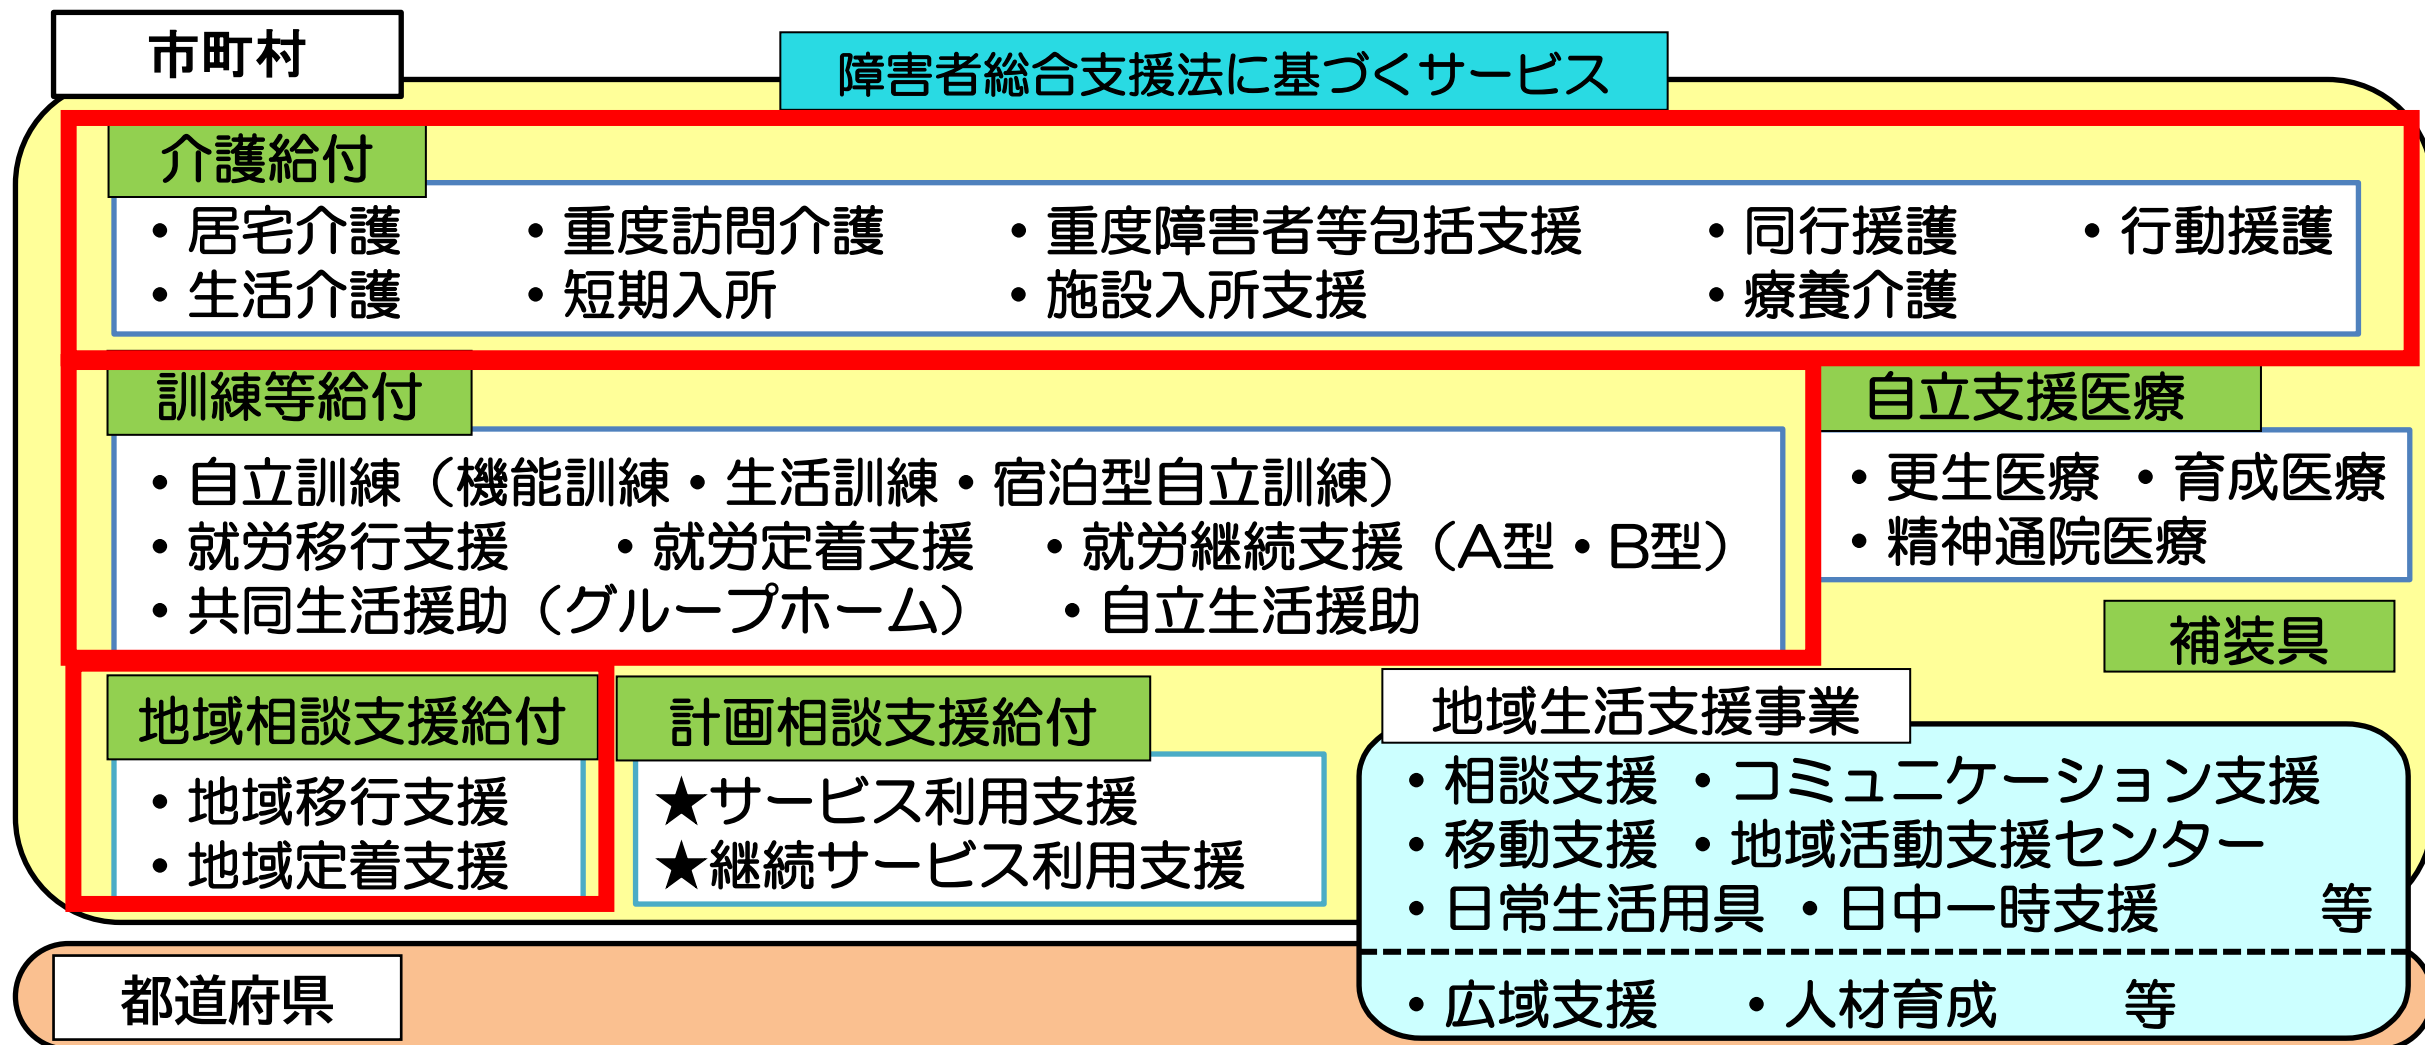 市町村
障害者総合支援法に基づくサービス
介護給付
・居宅介護 ・重度訪問介護 ・重度障害者等包括支援 ・同行援護 ・行動援護
・生活介護 ・短期入所 ・施設入所支援 ・療養介護
訓練等給付
・自立訓練（機能訓練・生活訓練・宿泊型自立訓練）
・就労移行支援 ・就労定着支援 ・就労継続支援（A型・B型）
・共同生活援助（グループホーム） ・自立生活援助
自立支援医療
・更生医療 ・育成医療
・精神通院医療
補装具
地域相談支援給付
・地域移行支援
・地域定着支援
計画相談支援給付
★サービス利用支援
★継続サービス利用支援
地域生活支援事業
・相談支援 ・コミュニケーション支援
・移動支援 ・地域活動支援センター
・日常生活用具 ・日中一時支援 等
・広域支援 ・人材育成 等
都道府県